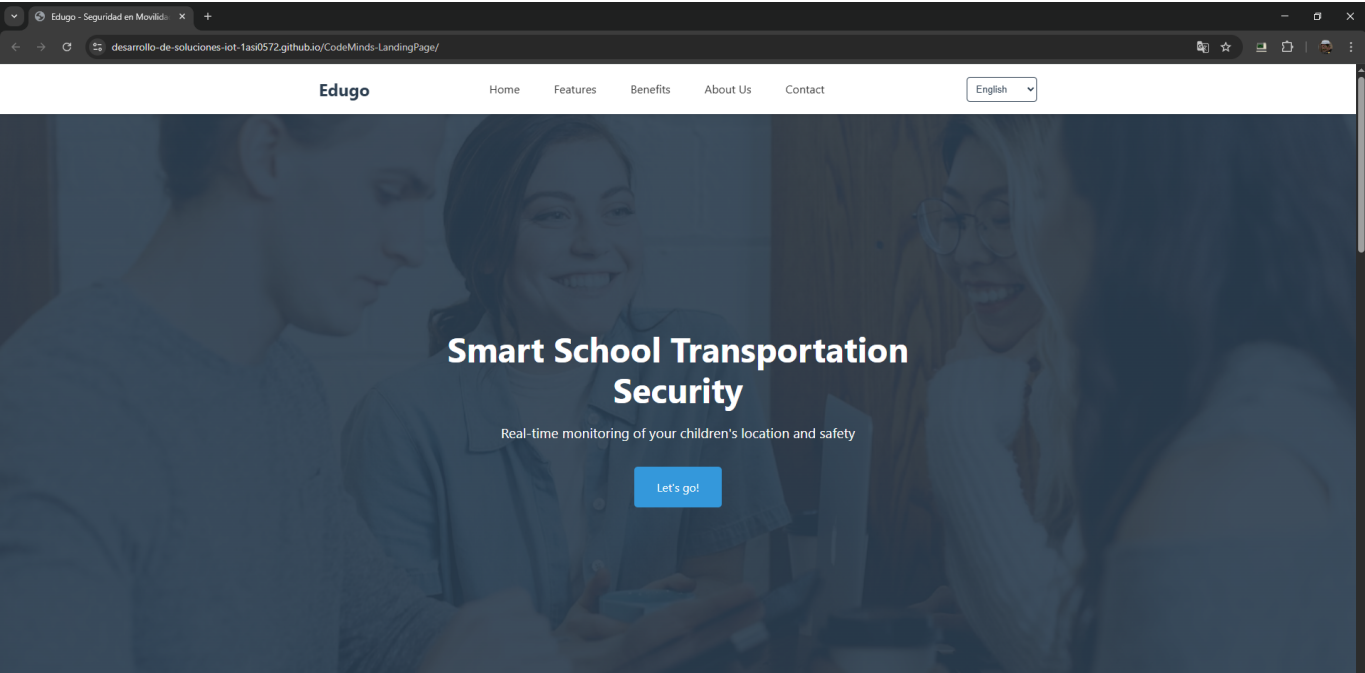 Edugo - Seguridad en Movilida
desarrollo-de-soluciones-iot-1asi0572.github.io/CodeMinds-LandingPage/
Edugo Home Features Benefits About Us Contact English
Smart School Transportation
Security
Real-time monitoring of your children's location and safety
Let's go!